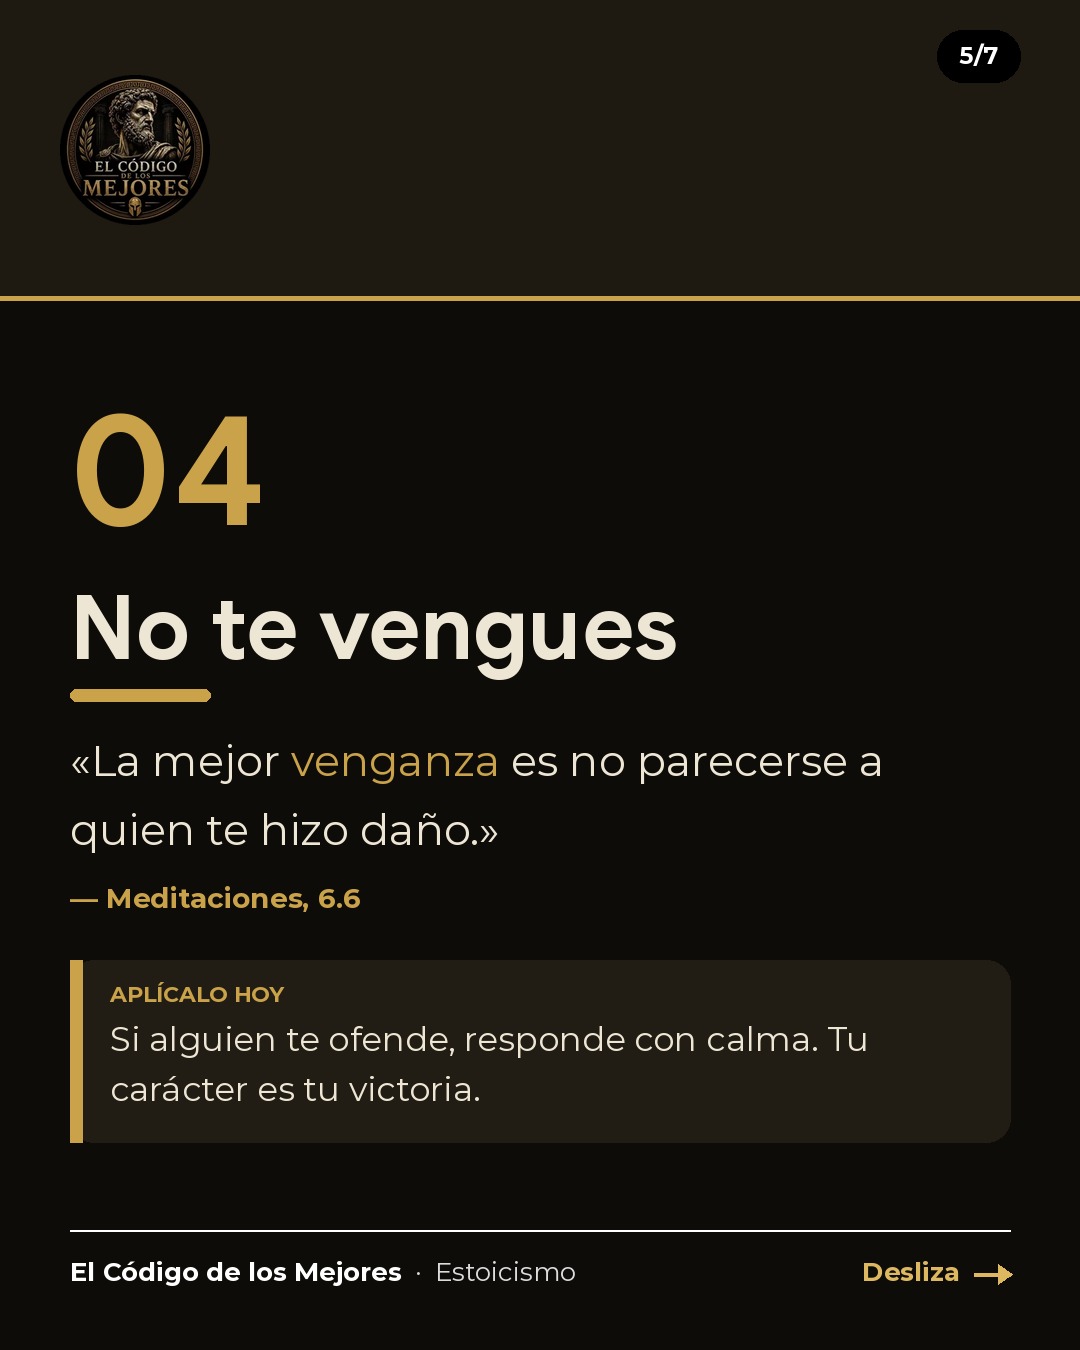 5/7
EL CÓDIGO
DE LOS
MEJORES
04
No te vengues
«La mejor venganza es no parecerse a
quien te hizo daño.»
— Meditaciones, 6.6
APLÍCALO HOY
Si alguien te ofende, responde con calma. Tu
carácter es tu victoria.
El Código de los Mejores · Estoicismo
Desliza